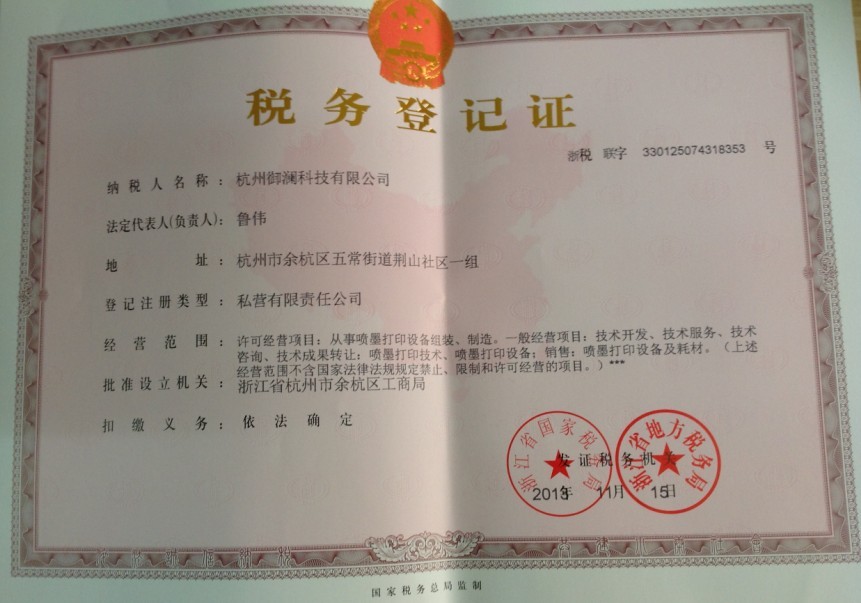 税务登记证
浙税 联字 330125074318353 号
纳税人名称：杭州御澜科技有限公司
法定代表人(负责人)：鲁伟
地址：杭州市余杭区五常街道荆山社区一组
登记注册类型：私营有限责任公司
经营范围：许可经营项目：从事喷墨打印设备组装、制造。一般经营项目：技术开发、技术服务、技术
咨询、技术成果转让：喷墨打印技术、喷墨打印设备；销售：喷墨打印设备及耗材。（上述
经营范围不含国家法律法规规定禁止、限制和许可经营的项目。）***
批准设立机关：浙江省杭州市余杭区工商局
扣缴义务：依法确定
浙江省国家税务局
浙江省地方税务局
发证税务机关
2013年 11月 15日
国家税务总局监制